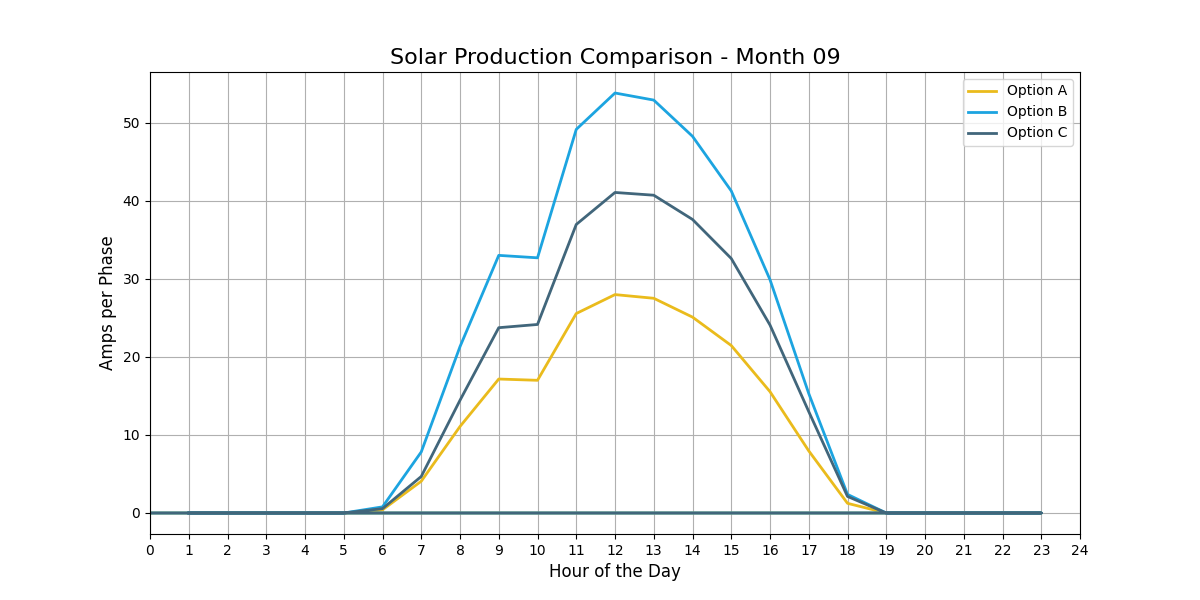 Solar Production Comparison - Month 09
Option A
Option B
Option C
Amps per Phase
50
40
30
20
10
0
0 1 2 3 4 5 6 7 8 9 10 11 12 13 14 15 16 17 18 19 20 21 22 23 24
Hour of the Day